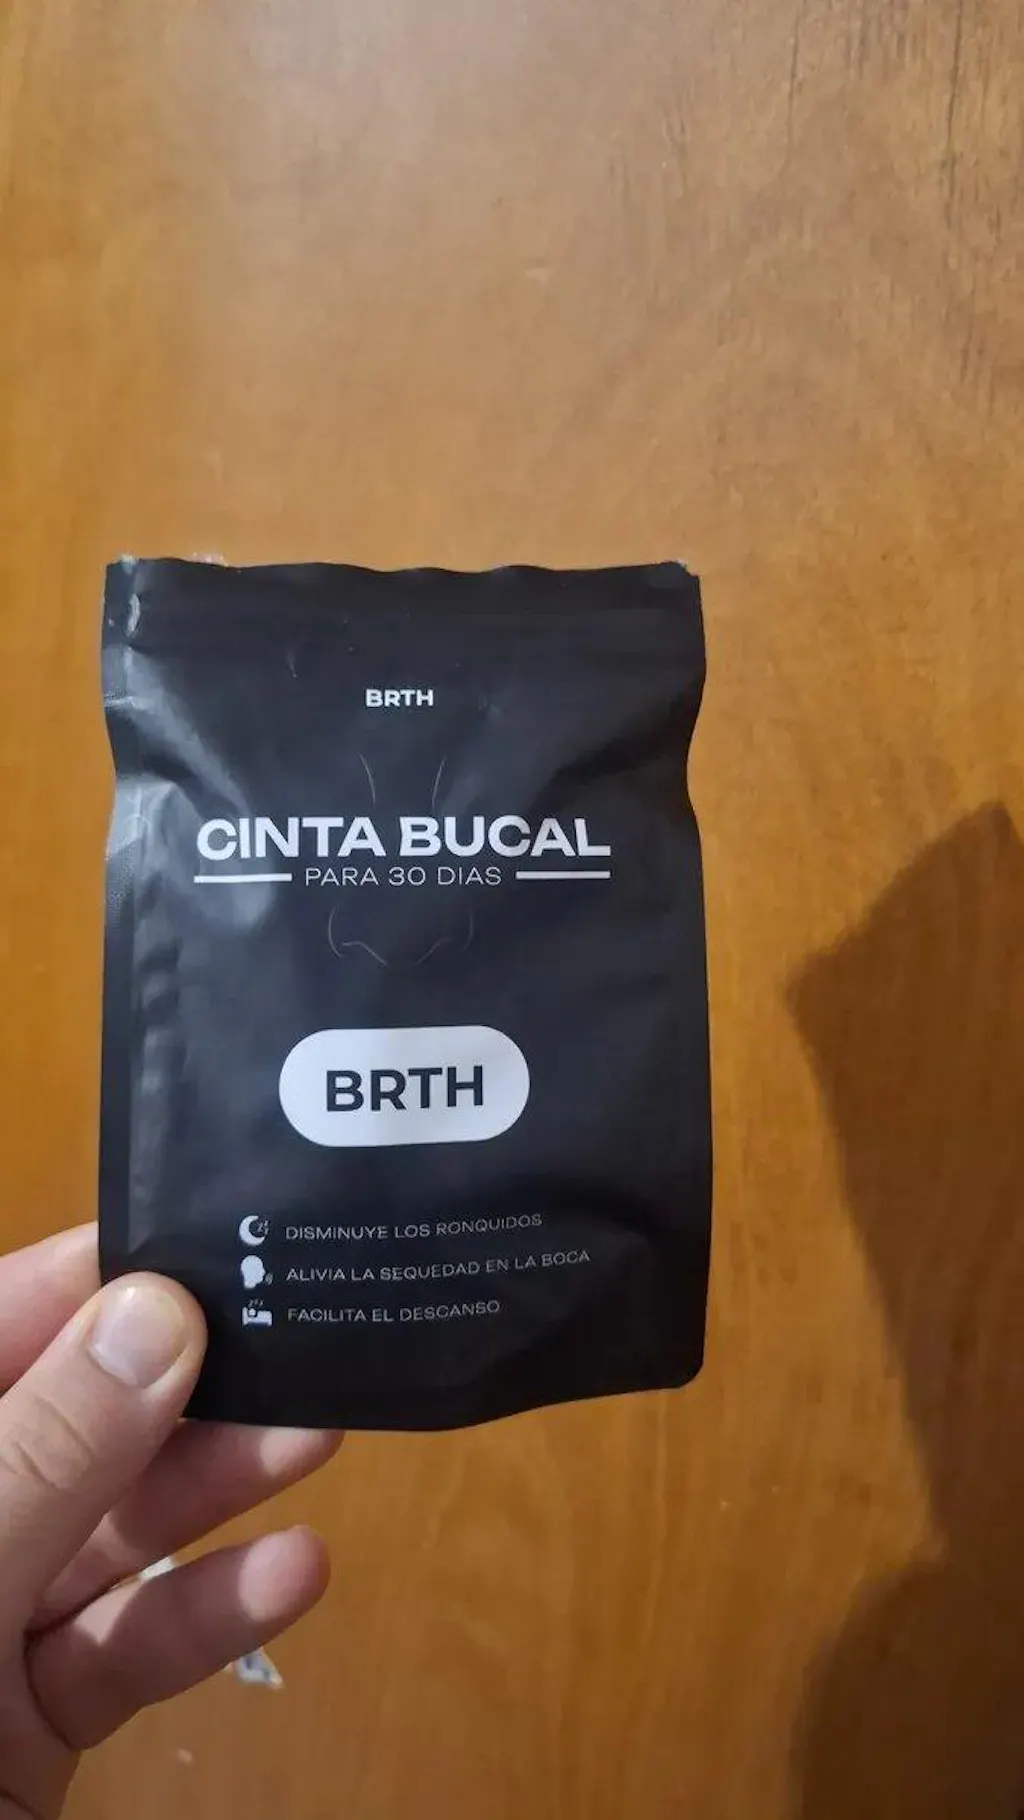 BRTH
CINTA BUCAL
PARA 30 DIAS
BRTH
DISMINUYE LOS RONQUIDOS
ALIVIA LA SEQUEDAD EN LA BOCA
FACILITA EL DESCANSO